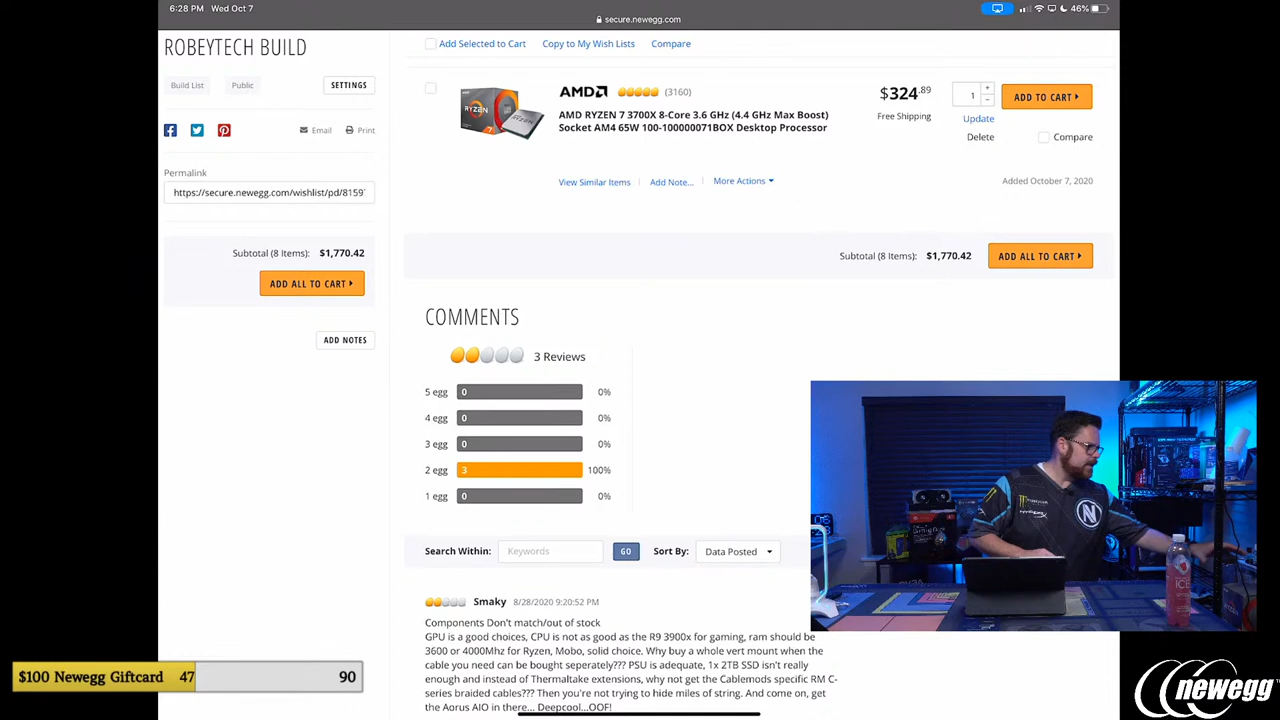 6:28 PM Wed Oct 7
46%
secure.newegg.com
ROBEYTECH BUILD
Build List
Public
SETTINGS
Email
Print
Permalink
https://secure.newegg.com/wishlist/pd/8159
Subtotal (8 Items): $1,770.42
ADD ALL TO CART
ADD NOTES
Add Selected to Cart
Copy to My Wish Lists
Compare
RYZEN
AMD
(3160)
AMD RYZEN 7 3700X 8-Core 3.6 GHz (4.4 GHz Max Boost)
Socket AM4 65W 100-100000071BOX Desktop Processor
$324.89
Free Shipping
1
Update
Delete
ADD TO CART
Compare
View Similar Items
Add Note...
More Actions
Added October 7, 2020
Subtotal (8 Items): $1,770.42
ADD ALL TO CART
COMMENTS
3 Reviews
5 egg 0 0%
4 egg 0 0%
3 egg 0 0%
2 egg 3 100%
1 egg 0 0%
Search Within:
Keywords
GO
Sort By:
Data Posted
Smaky 8/28/2020 9:20:52 PM
Components Don't match/out of stock
GPU is a good choices, CPU is not as good as the R9 3900x for gaming, ram should be
3600 or 4000Mhz for Ryzen, Mobo, solid choice. Why buy a whole vert mount when the
cable you need can be bought seperately??? PSU is adequate, 1x 2TB SSD isn't really
enough and instead of Thermaltake extensions, why not get the Cablemods specific RM C-
series braided cables??? Then you're not trying to hide miles of string. And come on, get
the Aorus AIO in there... Deepcool...OOF!
$100 Newegg Giftcard 47 90
newegg
ICE